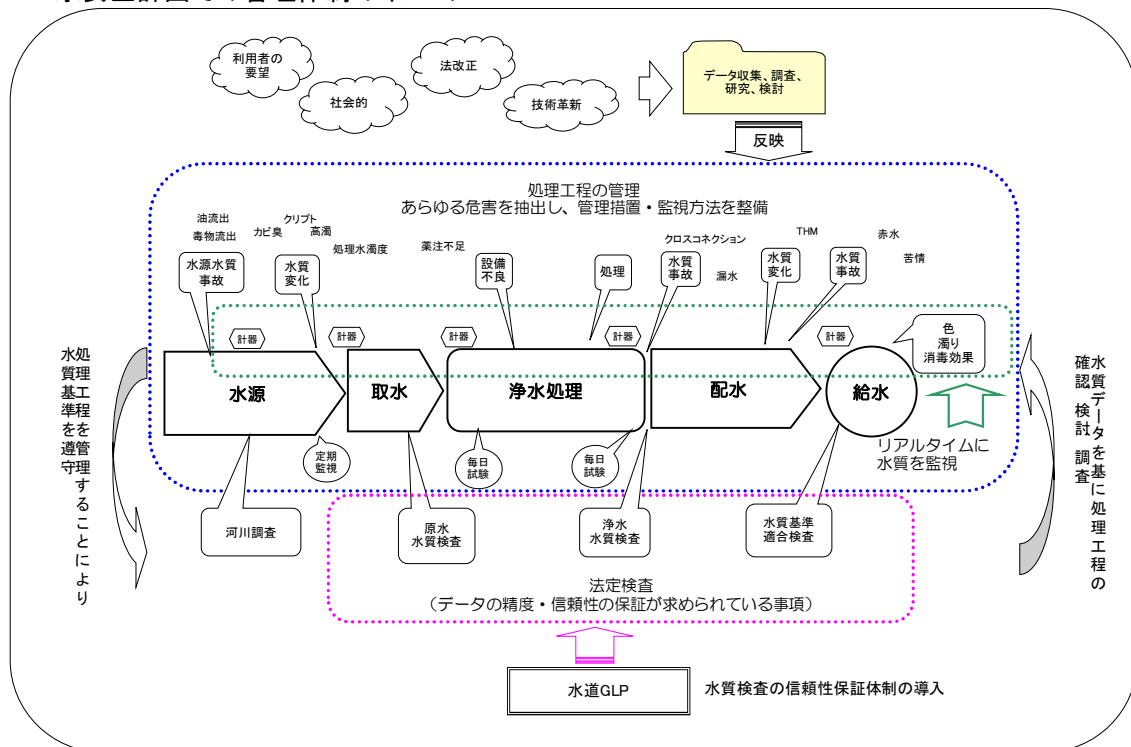 利用者の
要望
社会的
法改正
技術革新
データ収集、調査、
研究、検討
反映
処理工程の管理
あらゆる危害を抽出し、管理措置・監視方法を整備
油流出
毒物流出
カビ臭
クリプト
高濁
処理水濁度
薬注不足
クロスコネクション
漏水
THM
赤水
苦情
水源水質
事故
水質
変化
設備
不良
処理
水質
事故
水質
変化
水質
事故
計器
計器
計器
計器
計器
色
濁り
消毒効果
水源
取水
浄水処理
配水
給水
リアルタイムに
水質を監視
定期
監視
毎日
試験
毎日
試験
河川調査
原水
水質検査
浄水
水質検査
水質基準
適合検査
処理工程を管理することにより
水質基準を遵守
水質データを基に処理工程の
確認 検討 調査
法定検査
（データの精度・信頼性の保証が求められている事項）
水道GLP
水質検査の信頼性保証体制の導入